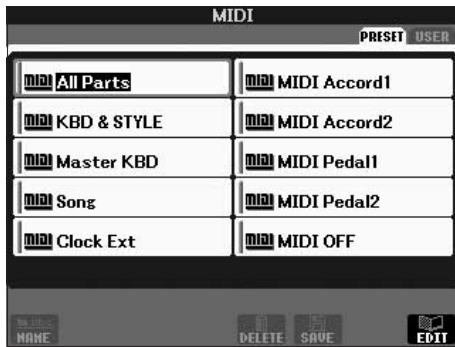 MIDI
PRESET USER
MIDI All Parts
MIDI MIDI Accord1
MIDI KBD & STYLE
MIDI MIDI Accord2
MIDI Master KBD
MIDI MIDI Pedal1
MIDI Song
MIDI MIDI Pedal2
MIDI Clock Ext
MIDI MIDI OFF
NAME
DELETE SAVE
EDIT